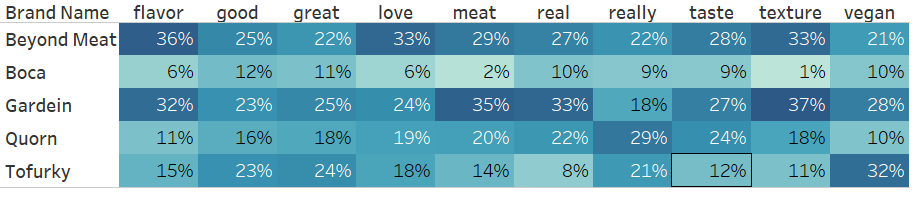 Brand Name flavor good great love meat real really taste texture vegan
Beyond Meat 36% 25% 22% 33% 29% 27% 22% 28% 33% 21%
Boca 6% 12% 11% 6% 2% 10% 9% 9% 1% 10%
Gardein 32% 23% 25% 24% 35% 33% 18% 27% 37% 28%
Quorn 11% 16% 18% 19% 20% 22% 29% 24% 18% 10%
Tofurky 15% 23% 24% 18% 14% 8% 21% 12% 11% 32%